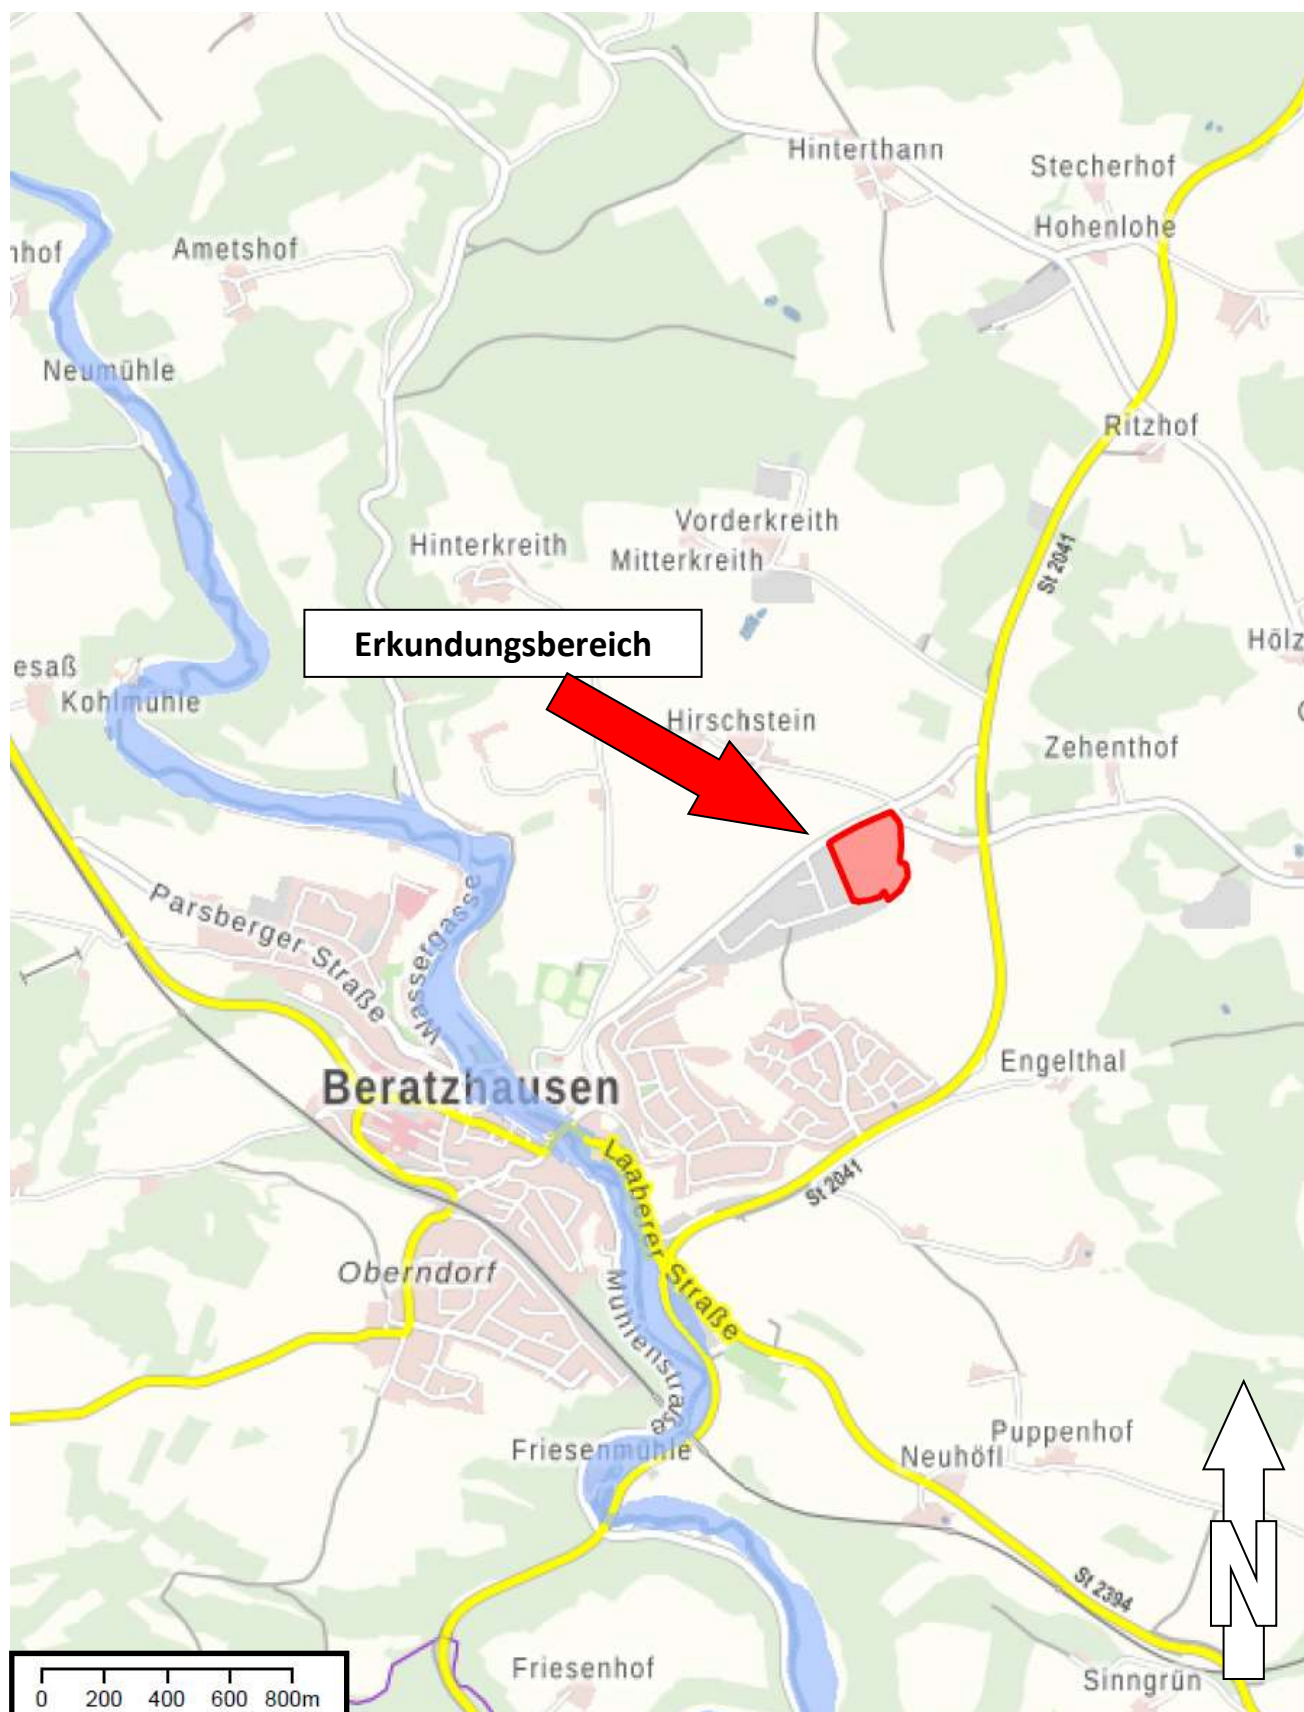 Hinterthann
Stecherhof
Hohenlohe
nhof
Ametshof
Neumühle
Ritzhof
Vorderkreith
Hinterkreith
Mitterkreith
St 2041
Erkundungsbereich
Hölz
esaß
Kohlmühle
Hirschstein
Zehenthof
Parsberger Straße
Wassergasse
Engelthal
Beratzhausen
Laaberer Straße
St 2041
Oberndorf
Mühlenstraße
Puppenhof
Friesenmühle
Neuhöfl
N
St 2394
Friesenhof
Sinngrün
0 200 400 600 800m